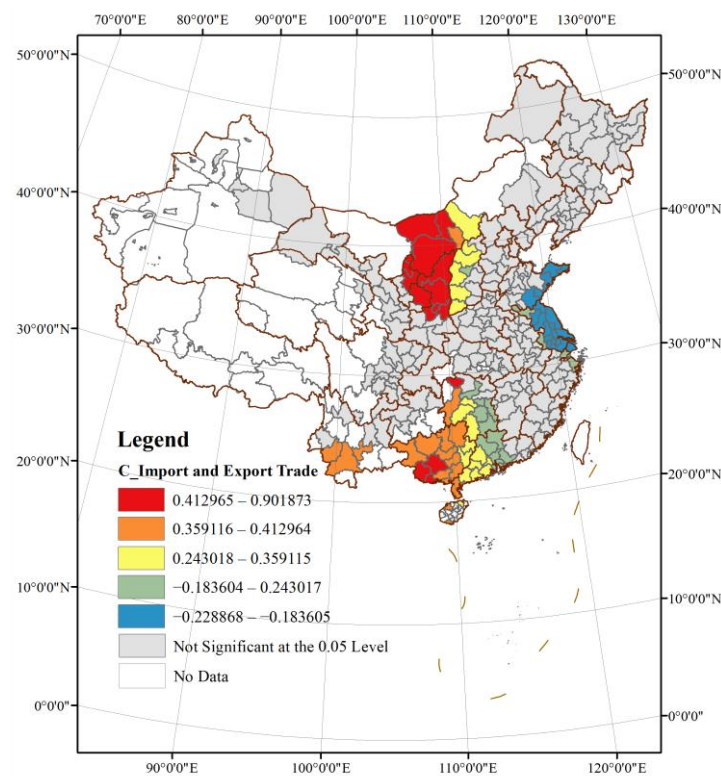 70°0'0"E 80°0'0"E 90°0'0"E 100°0'0"E 110°0'0"E 120°0'0"E 130°0'0"E
50°0'0"N
50°0'0"N
40°0'0"N
40°0'0"N
30°0'0"N
30°0'0"N
20°0'0"N
20°0'0"N
10°0'0"N
10°0'0"N
0°0'0"
0°0'0"
Legend
C_Import and Export Trade
0.412965 – 0.901873
0.359116 – 0.412964
0.243018 – 0.359115
−0.183604 – 0.243017
−0.228868 – −0.183605
Not Significant at the 0.05 Level
No Data
90°0'0"E 100°0'0"E 110°0'0"E 120°0'0"E